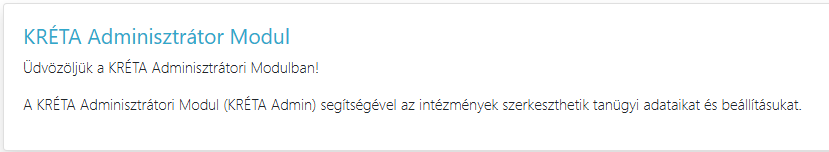 KRÉTA Adminisztrátor Modul
Üdvözöljük a KRÉTA Adminisztrátori Modulban!
A KRÉTA Adminisztrátori Modul (KRÉTA Admin) segítségével az intézmények szerkeszthetik tanügyi adataikat és beállításukat.